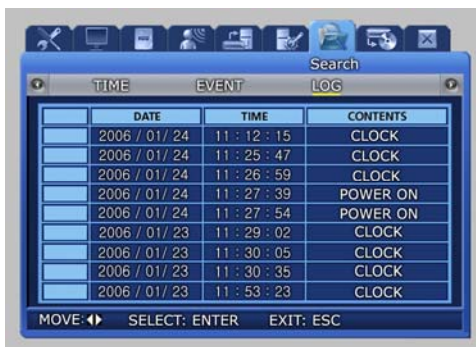 Search
TIME EVENT LOG
DATE TIME CONTENTS
2006 / 01/ 24 11 : 12 : 15 CLOCK
2006 / 01/ 24 11 : 25 : 47 CLOCK
2006 / 01/ 24 11 : 26 : 59 CLOCK
2006 / 01/ 24 11 : 27 : 39 POWER ON
2006 / 01/ 24 11 : 27 : 54 POWER ON
2006 / 01/ 23 11 : 29 : 02 CLOCK
2006 / 01/ 23 11 : 30 : 05 CLOCK
2006 / 01/ 23 11 : 30 : 35 CLOCK
2006 / 01/ 23 11 : 53 : 23 CLOCK
MOVE: SELECT: ENTER EXIT: ESC